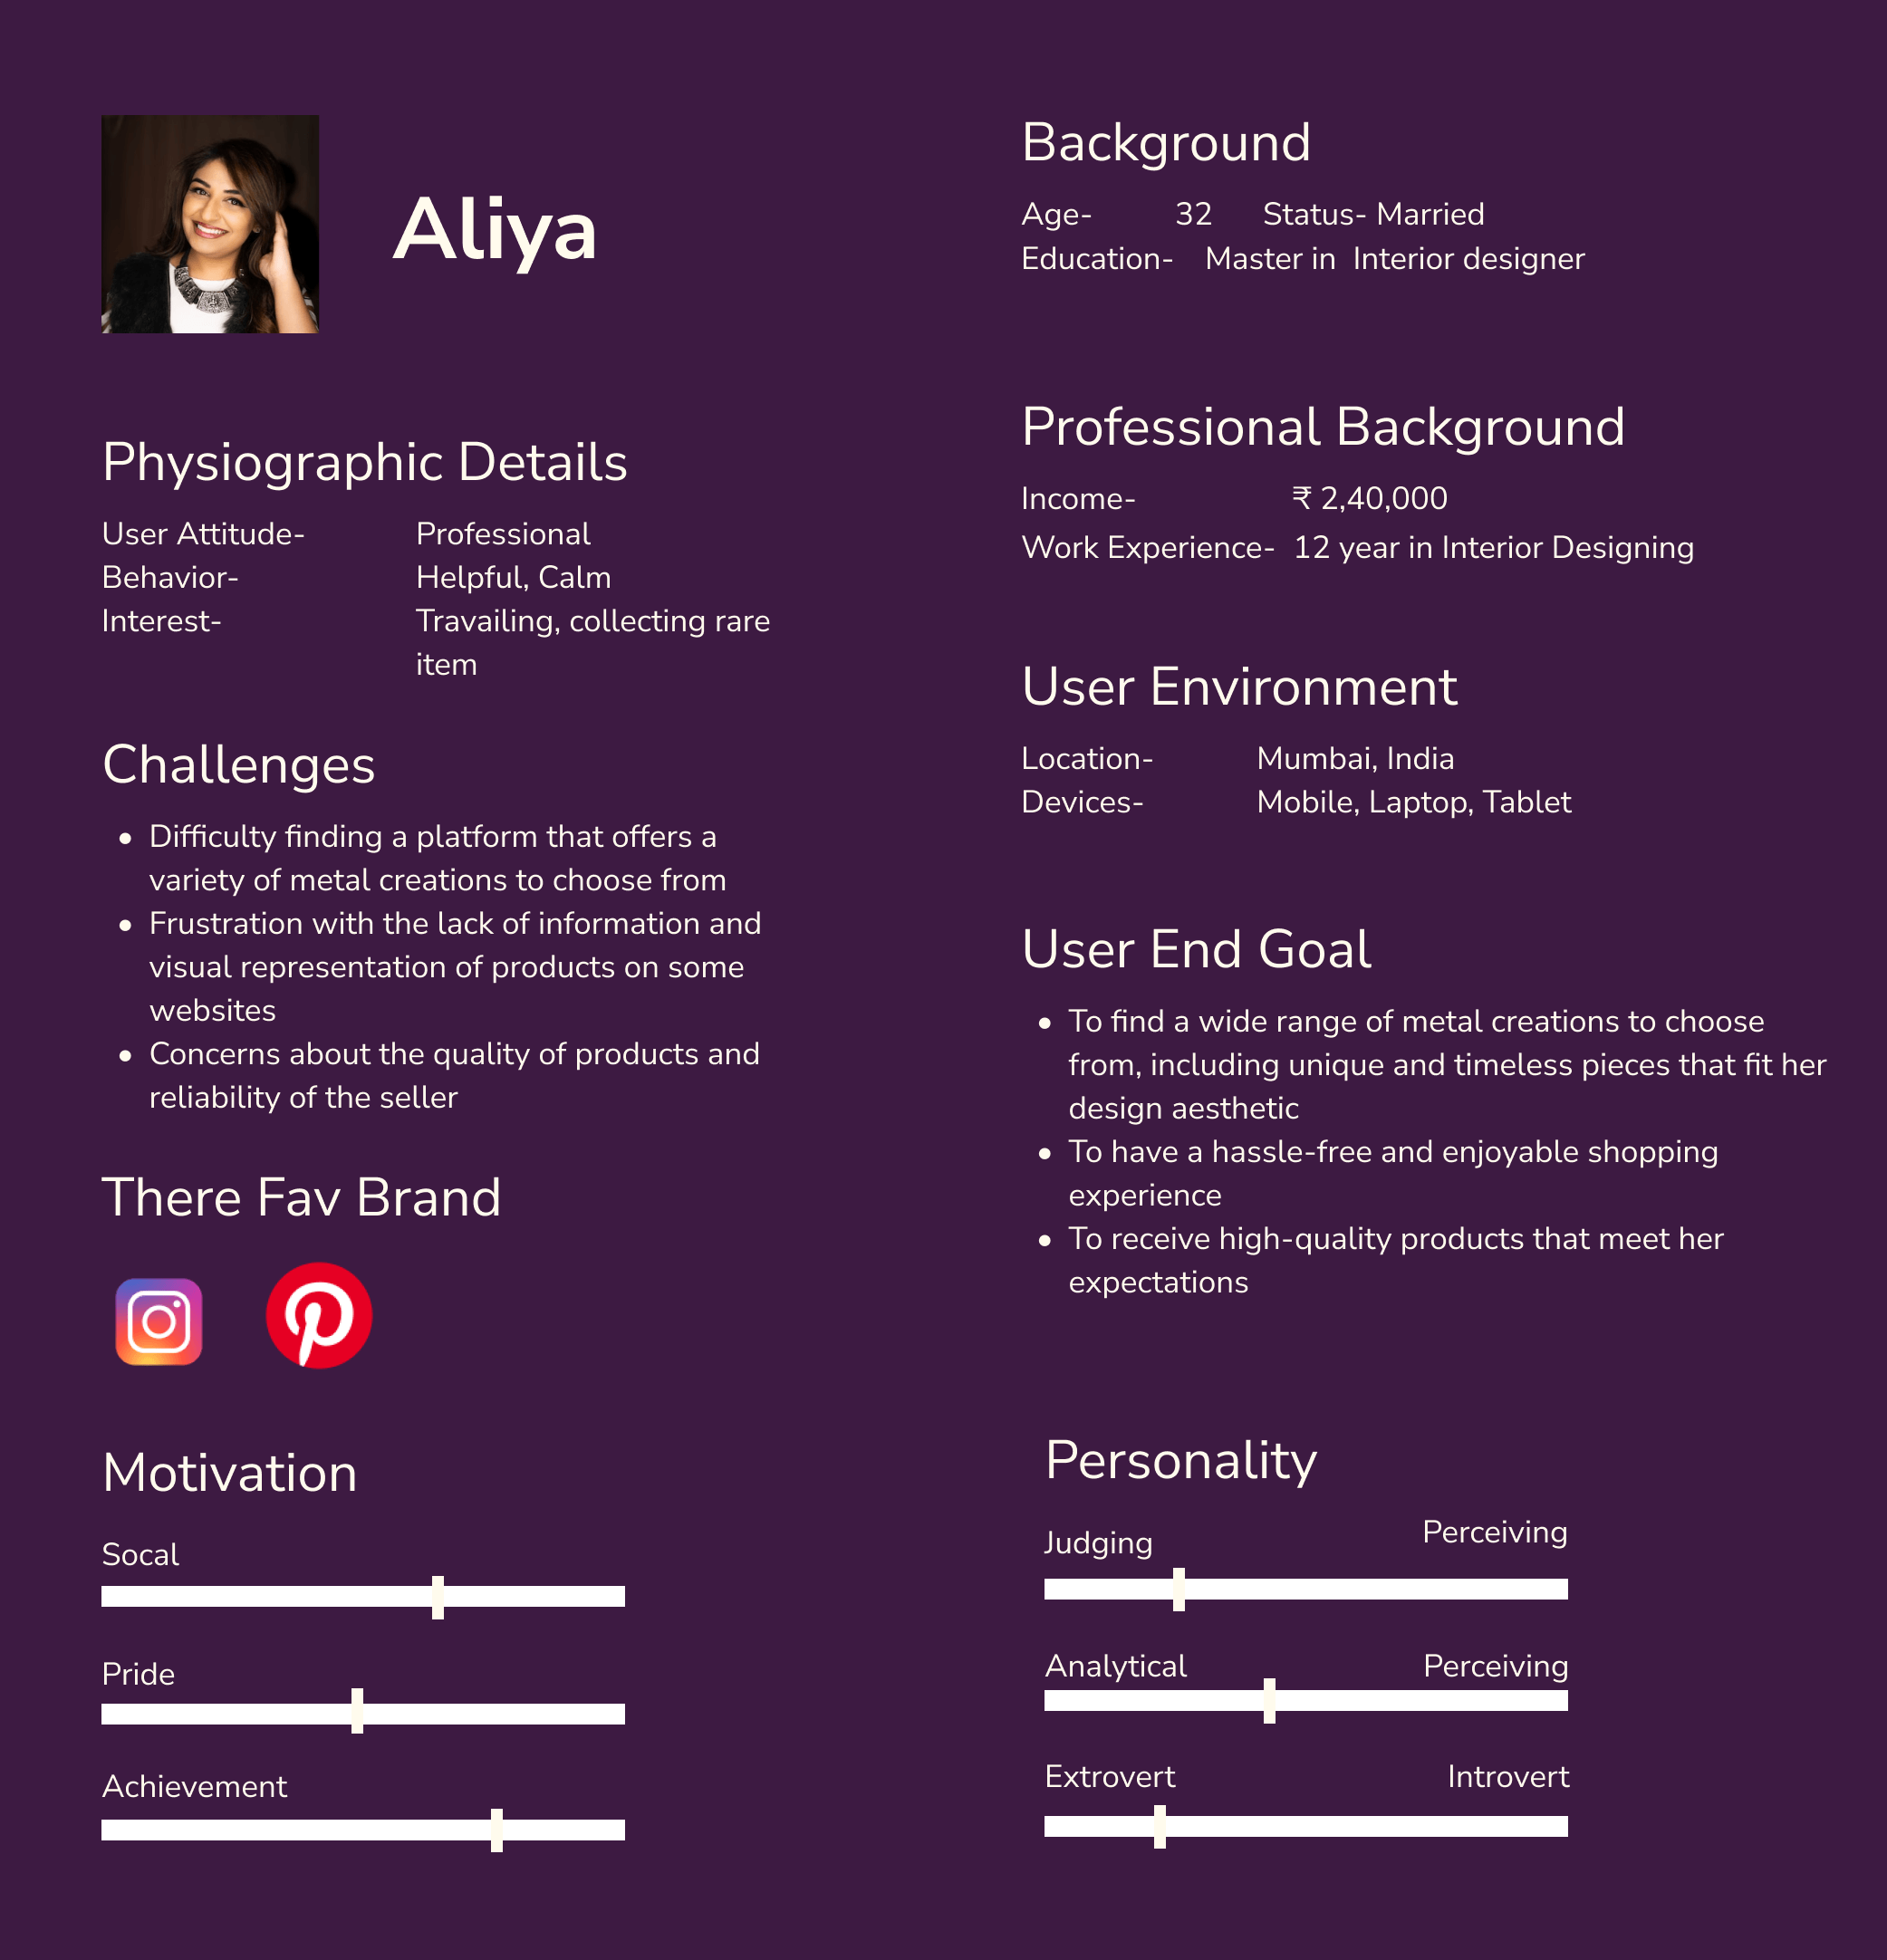 Aliya
Physiographic Details
User Attitude- Professional
Behavior- Helpful, Calm
Interest- Travailing, collecting rare
item
Challenges
• Difficulty finding a platform that offers a
variety of metal creations to choose from
• Frustration with the lack of information and
visual representation of products on some
websites
• Concerns about the quality of products and
reliability of the seller
There Fav Brand
Motivation
Socal
Pride
Achievement
Background
Age- 32 Status- Married
Education- Master in Interior designer
Professional Background
Income- ₹ 2,40,000
Work Experience- 12 year in Interior Designing
User Environment
Location- Mumbai, India
Devices- Mobile, Laptop, Tablet
User End Goal
• To find a wide range of metal creations to choose
from, including unique and timeless pieces that fit her
design aesthetic
• To have a hassle-free and enjoyable shopping
experience
• To receive high-quality products that meet her
expectations
Personality
Judging Perceiving
Analytical Perceiving
Extrovert Introvert